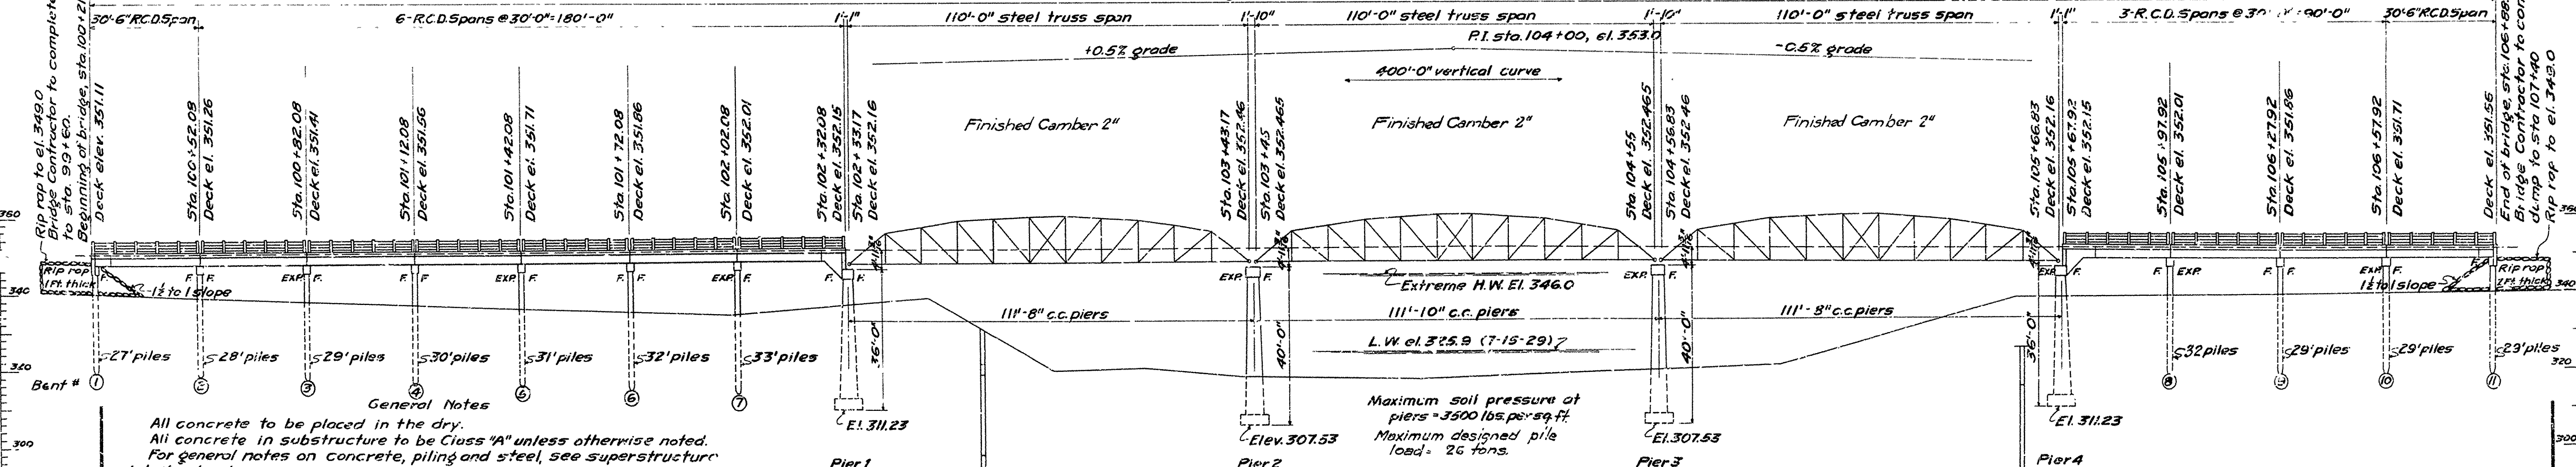 30'-6" R.C.D. Span
6-R.C.D. Spans @ 30'-0" = 180'-0"
1'-1"
110'-0" steel truss span
1'-10"
110'-0" steel truss span
1'-10"
110'-0" steel truss span
1'-1"
3-R.C.D. Spans @
90'-0"
30'-6" R.C.D. Span
+0.5% grade
P.I. sta. 104+00, el. 353.0
-0.5% grade
400'-0" vertical curve
Finished Camber 2"
Finished Camber 2"
Finished Camber 2"
Rip rap to el. 349.0
Bridge Contractor to complete
to Sta. 99+60.
Beginning of bridge, sta. 100+21
Deck elev. 351.11
Sta. 100+52.08
Deck el. 351.26
Sta. 100+82.08
Deck el. 351.41
Sta. 101+12.08
Deck el. 351.56
Sta. 101+42.08
Deck el. 351.71
Sta. 101+72.08
Deck el. 351.86
Sta. 102+02.08
Deck el. 352.01
Sta. 102+32.08
Deck el. 352.15
Sta. 102+33.17
Deck el. 352.16
Sta. 103+43.17
Deck el. 352.46
Sta. 103+45
Deck el. 352.465
Sta. 104+55
Deck el. 352.465
Sta. 104+56.83
Deck el. 352.46
Sta. 105+66.83
Deck el. 352.16
Sta. 105+67.92
Deck el. 352.15
Sta. 105+97.92
Deck el. 352.01
Sta. 106+27.92
Deck el. 351.86
Sta. 106+57.92
Deck el. 351.71
Deck el. 351.56
End of bridge, sta. 106+88.
Bridge Contractor to con
dump to sta 107+40
Rip rap to el. 349.0
360
340
320
300
360
340
320
300
Rip rap
1 Ft. thick
F.
1½ to 1 slope
F. F.
EXP. F.
F. F.
EXP. F.
F. F.
EXP. F.
F. F.
EXP. F.
EXP. F.
EXP. F.
F. EXP.
F. F.
EXP. F.
F.
Rip rap
1 Ft. thick
1½ to 1 slope
Extreme H.W. El. 346.0
111'-8" c.c. piers
111'-10" c.c. piers
111'-8" c.c. piers
L.W. el. 325.9 (7-15-29)
36'-0"
40'-0"
40'-0"
36'-0"
27' piles
28' piles
29' piles
30' piles
31' piles
32' piles
33' piles
32 piles
29' piles
29' piles
29' piles
Bent #
1
2
3
4
5
6
7
8
9
10
11
El. 311.23
Elev. 307.53
El. 307.53
El. 311.23
General Notes
All concrete to be placed in the dry.
All concrete in substructure to be Class "A" unless otherwise noted.
For general notes on concrete, piling and steel, see superstructure
Maximum soil pressure at
piers = 3500 lbs. per sq. ft.
Maximum designed pile
load = 26 tons.
Pier 1
Pier 2
Pier 3
Pier 4